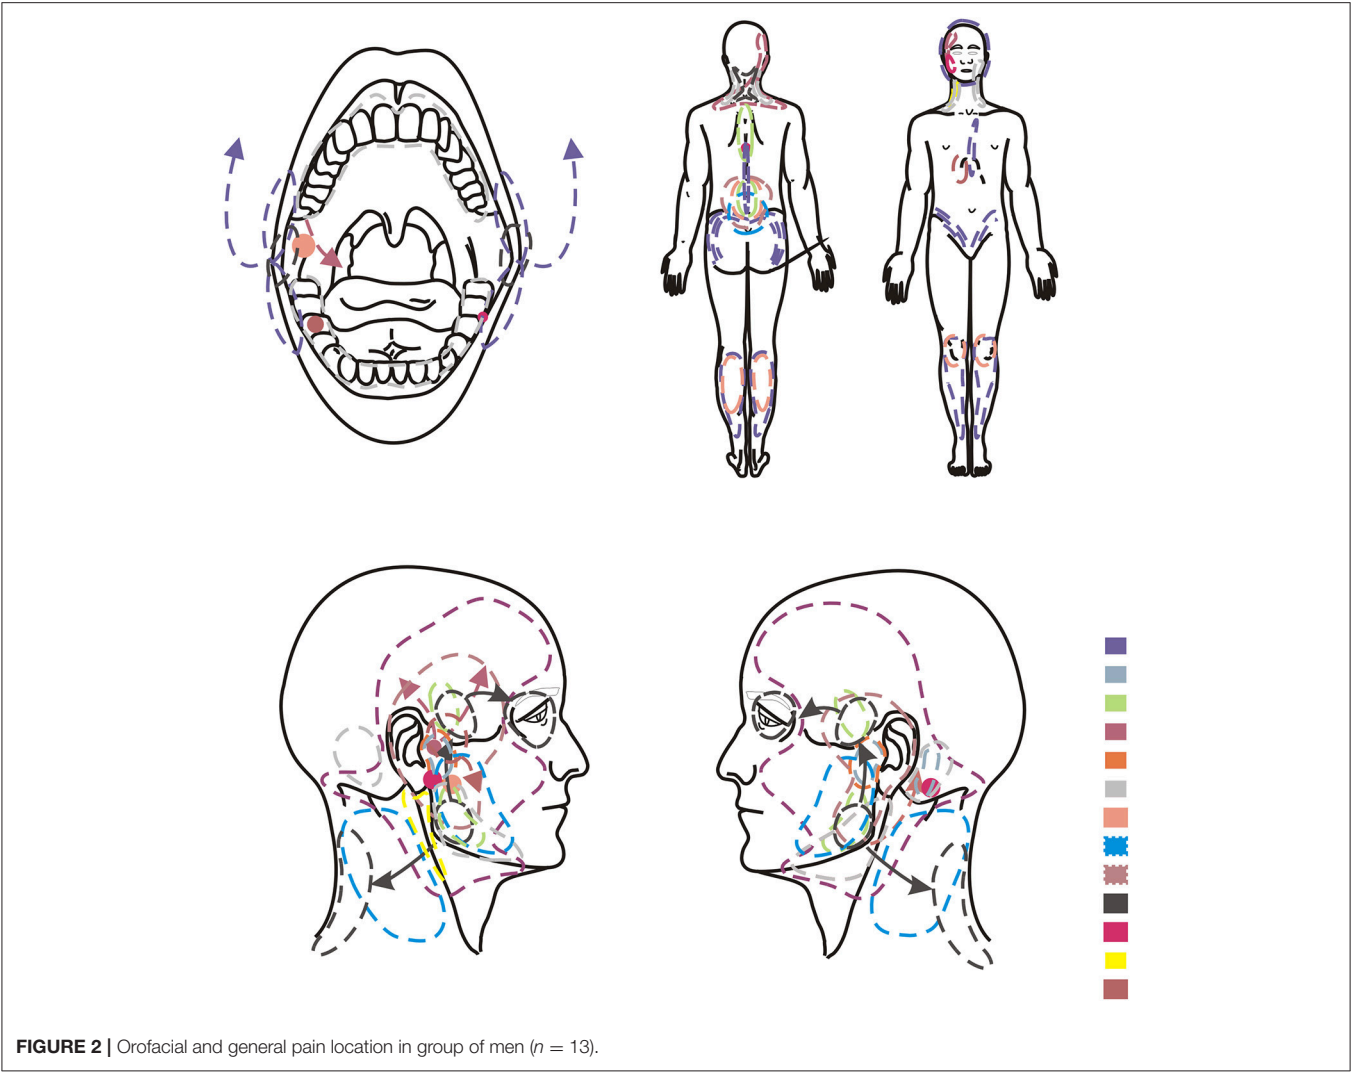 FIGURE 2 | Orofacial and general pain location in group of men (n = 13).